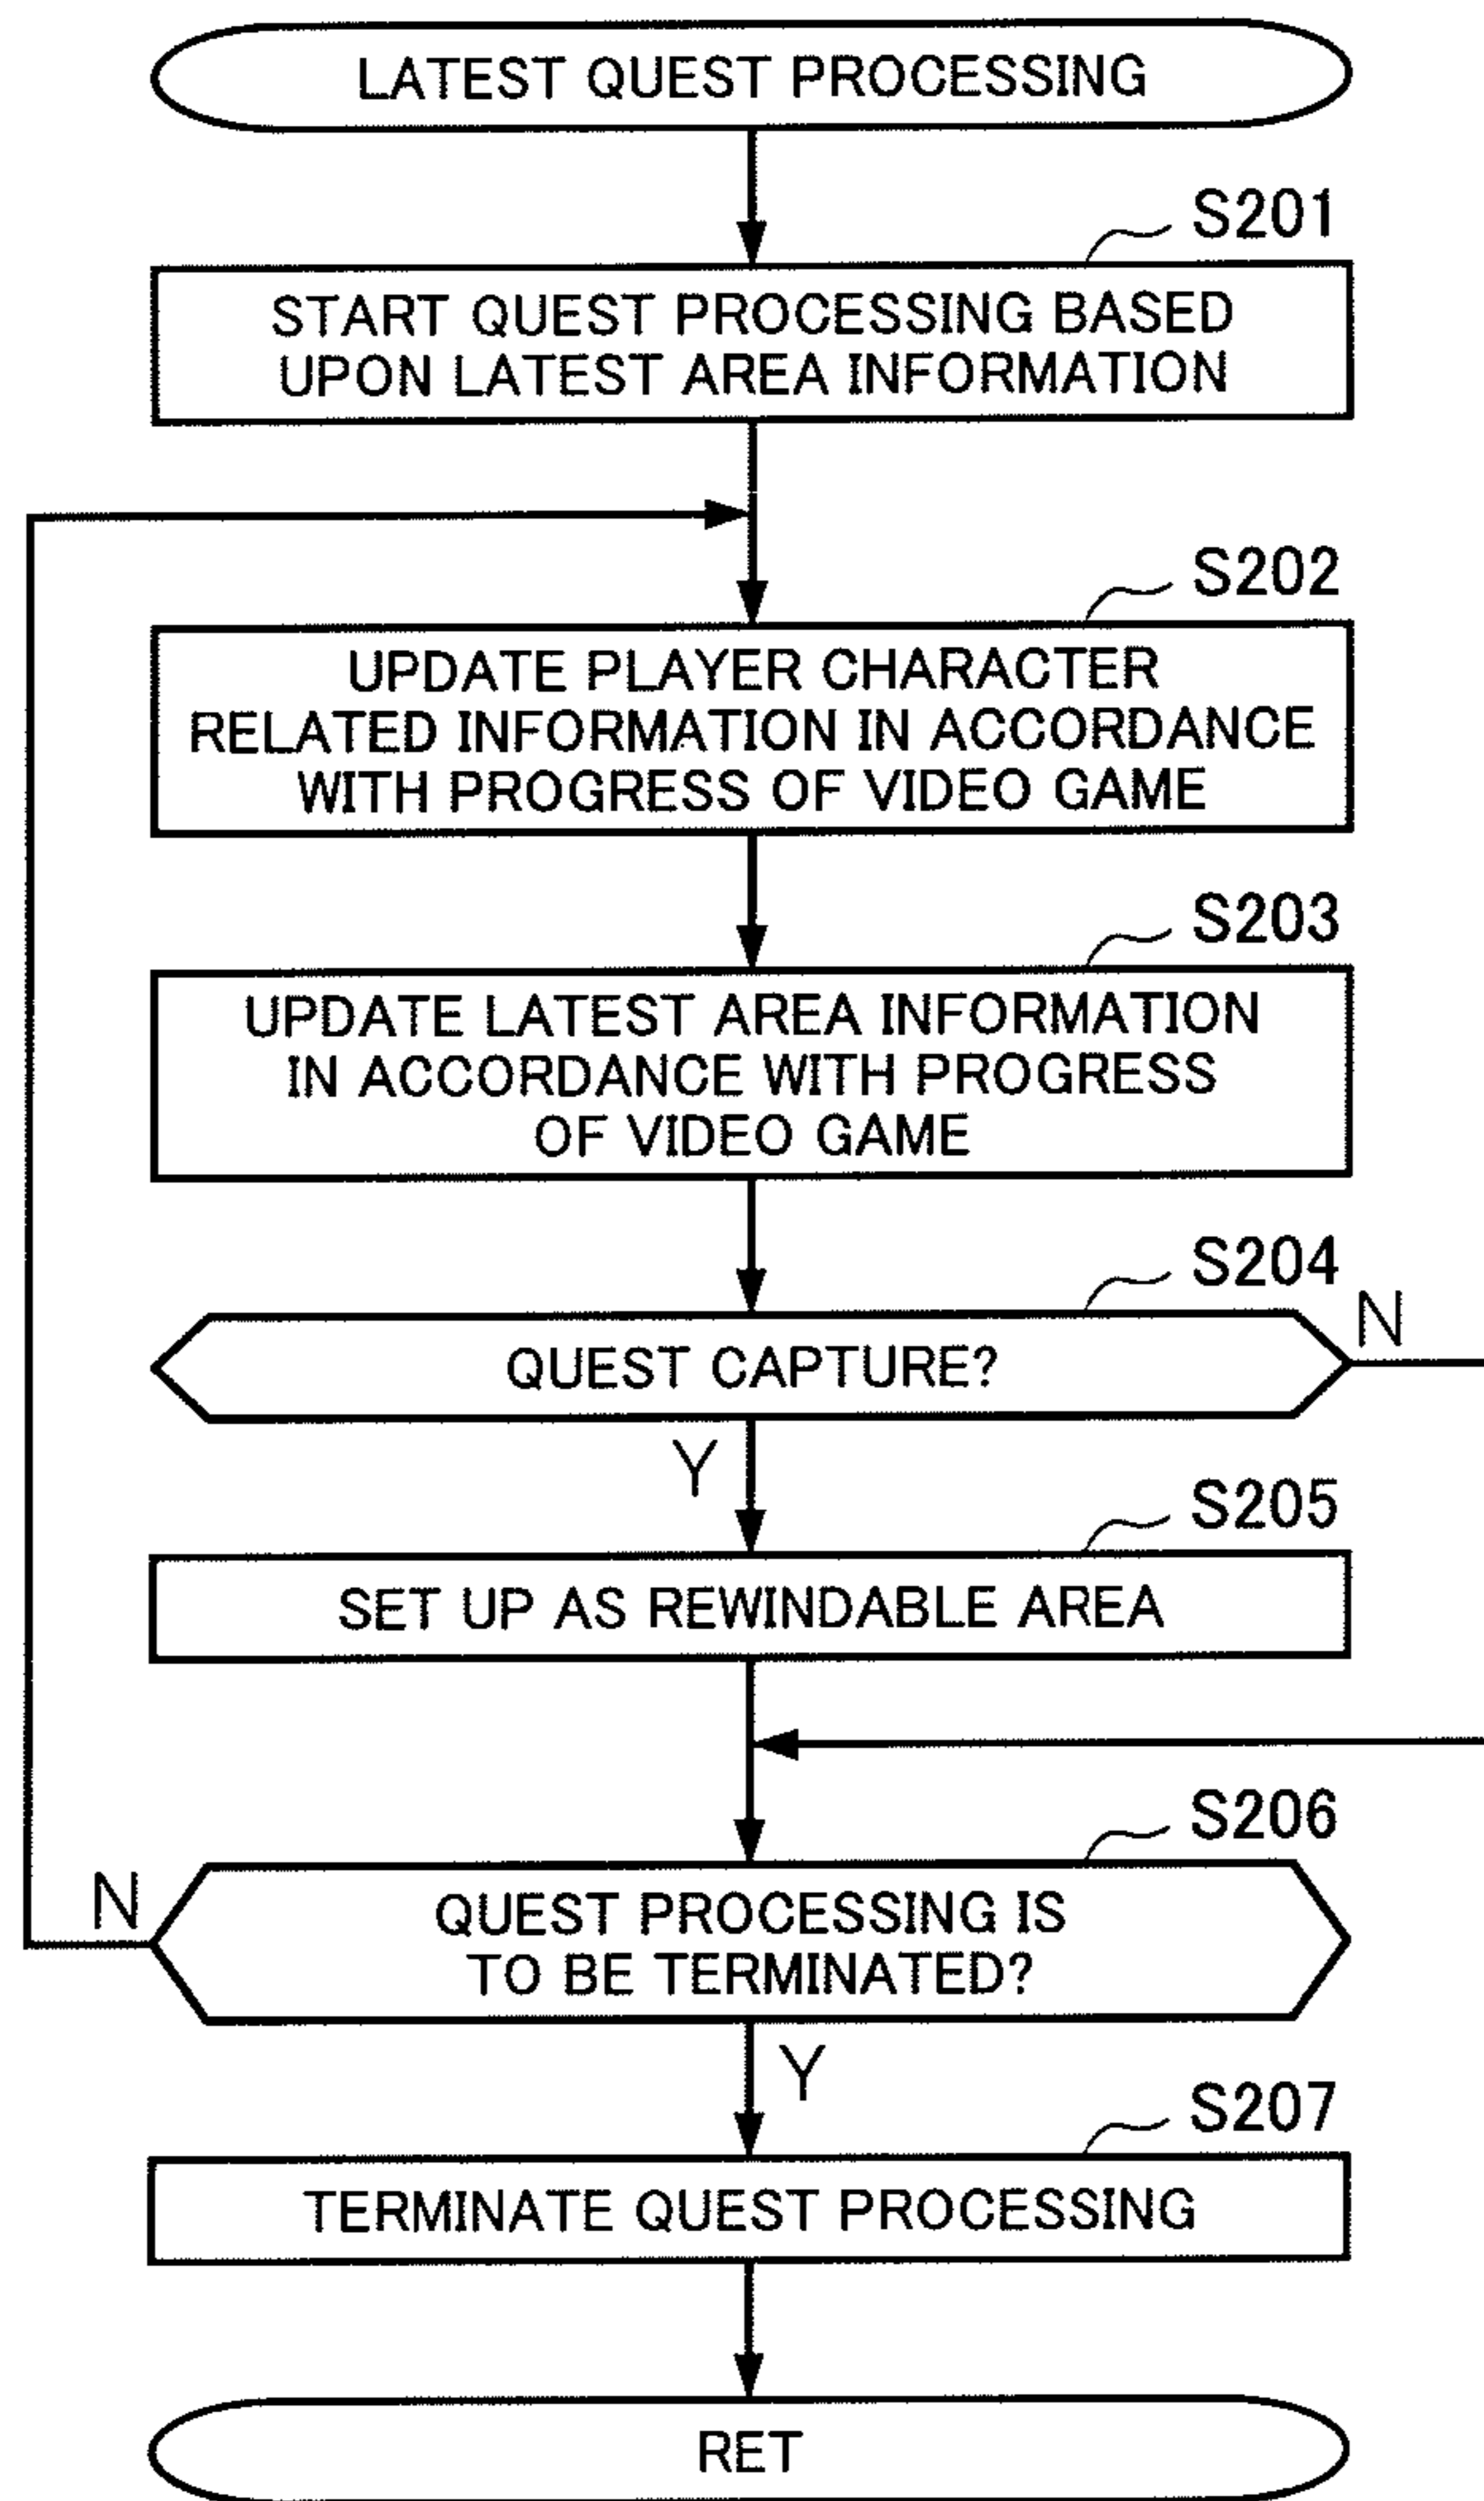 LATEST QUEST PROCESSING
S201
START QUEST PROCESSING BASED
UPON LATEST AREA INFORMATION
S202
UPDATE PLAYER CHARACTER
RELATED INFORMATION IN ACCORDANCE
WITH PROGRESS OF VIDEO GAME
S203
UPDATE LATEST AREA INFORMATION
IN ACCORDANCE WITH PROGRESS
OF VIDEO GAME
S204
N
QUEST CAPTURE?
Y
S205
SET UP AS REWINDABLE AREA
S206
N
QUEST PROCESSING IS
TO BE TERMINATED?
Y
S207
TERMINATE QUEST PROCESSING
RET